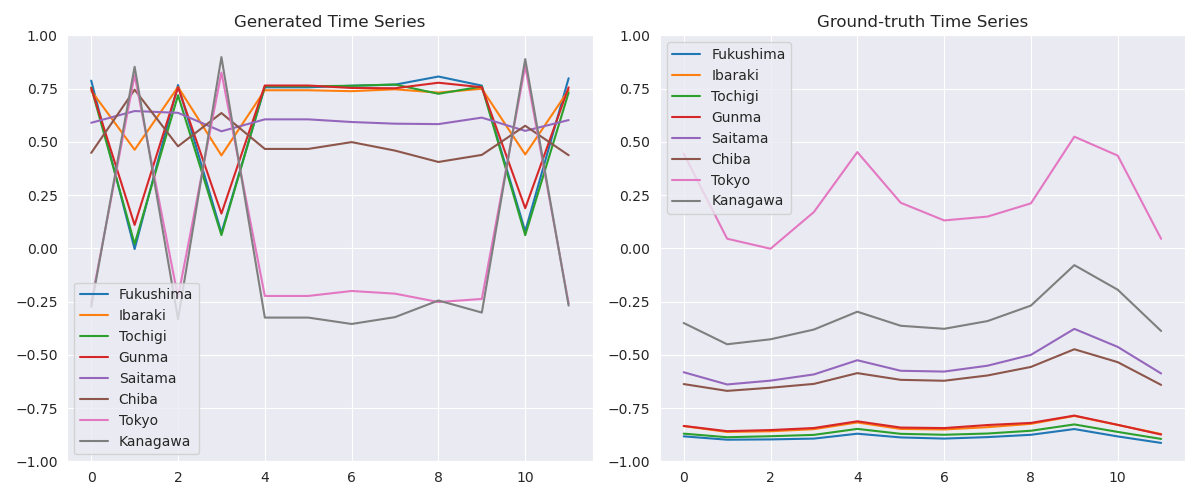 Generated Time Series
1.00
0.75
0.50
0.25
0.00
−0.25
−0.50
−0.75
−1.00
Fukushima
Ibaraki
Tochigi
Gunma
Saitama
Chiba
Tokyo
Kanagawa
0 2 4 6 8 10
Ground-truth Time Series
1.00
0.75
0.50
0.25
0.00
−0.25
−0.50
−0.75
−1.00
Fukushima
Ibaraki
Tochigi
Gunma
Saitama
Chiba
Tokyo
Kanagawa
0 2 4 6 8 10